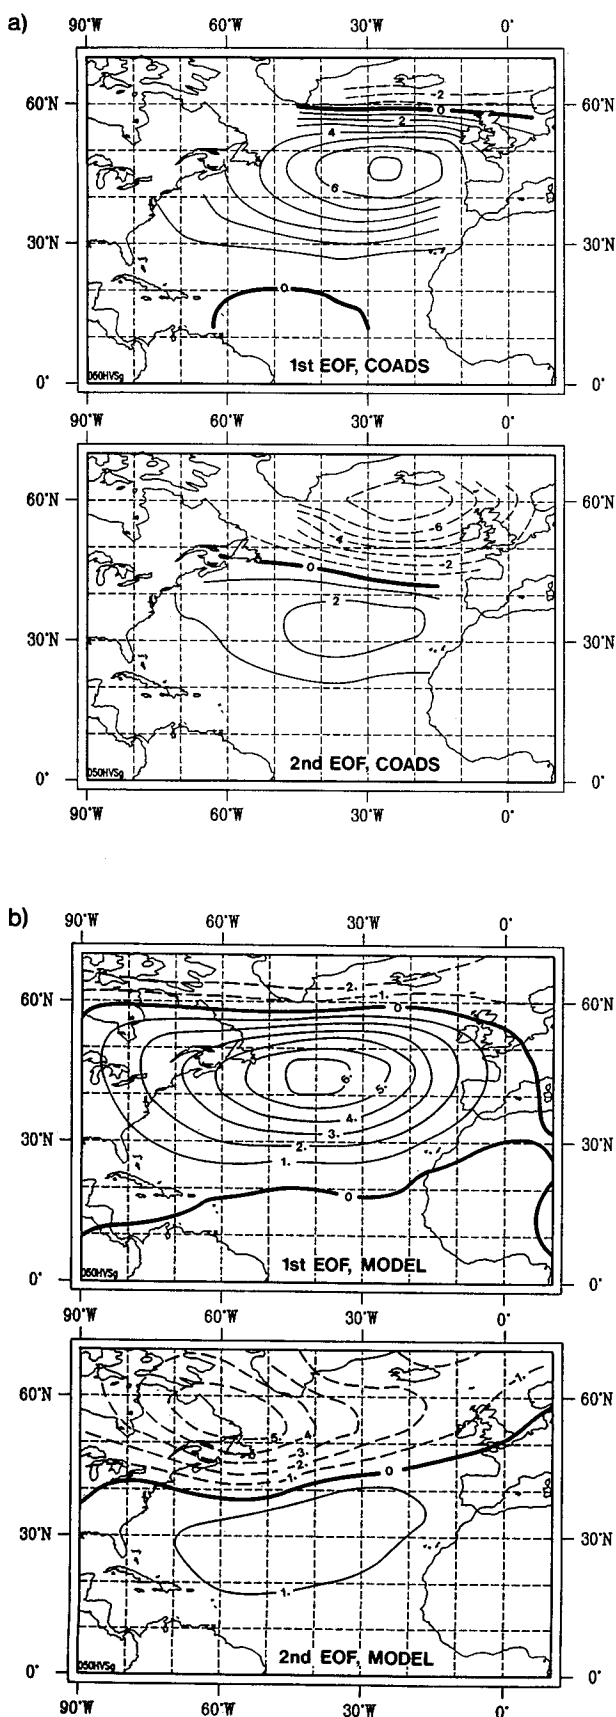 a)
90°W 60°W 30°W 0°
60°N 60°N
-2
0
2
4
6
30°N 30°N
0
1st EOF, COADS
D50HVSg
0° 0°
90°W 60°W 30°W 0°
60°N 60°N
-6
-4
-2
0
2
30°N 30°N
2nd EOF, COADS
D50HVSg
0° 0°
90°W 60°W 30°W 0°
b)
90°W 60°W 30°W 0°
60°N 60°N
-2.
-1.
0
6.
5.
4.
3.
2.
1.
30°N 30°N
0
1st EOF, MODEL
D50HVSg
0° 0°
90°W 60°W 30°W 0°
-1.
60°N 60°N
-5.
-4.
-3.
-2.
-1.
0
30°N 30°N
1.
2nd EOF, MODEL
D50HVSg
0° 0°
90°W 60°W 30°W 0°